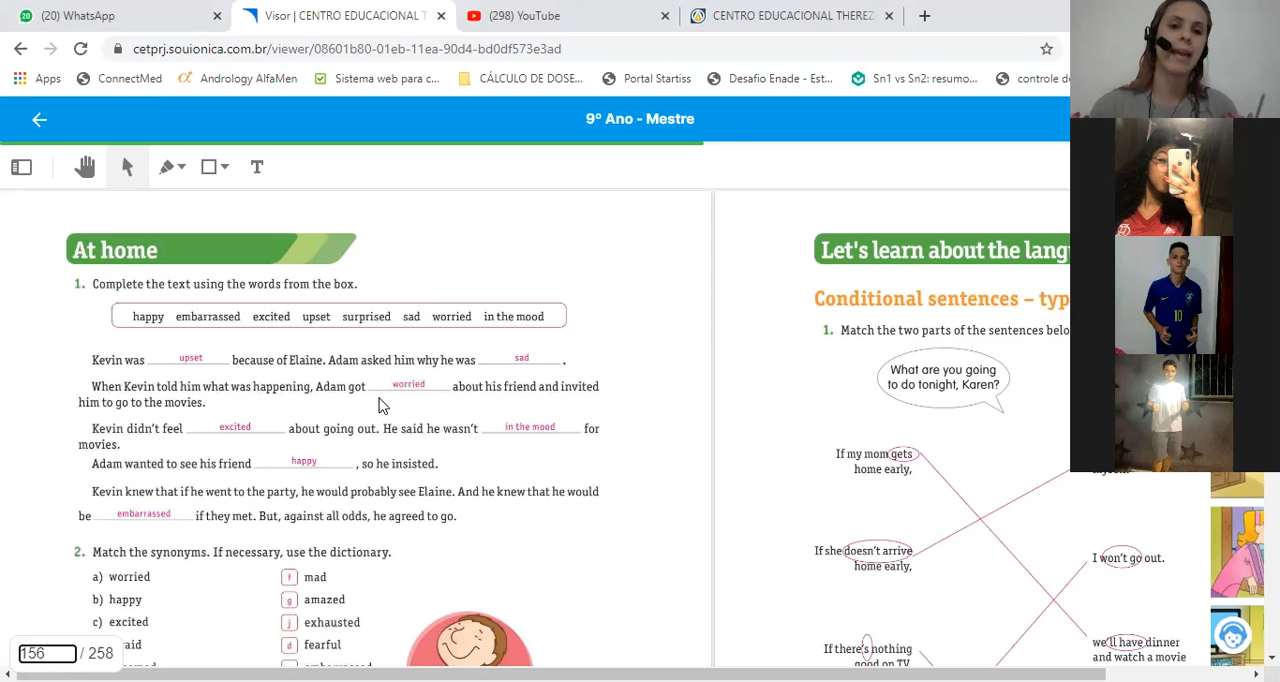 (20) WhatsApp
Visor | CENTRO EDUCACIONAL T
(298) YouTube
CENTRO EDUCACIONAL THEREZ
cetprj.souionica.com.br/viewer/08601b80-01eb-11ea-90d4-bd0df573e3ad
Apps
ConnectMed
Andrology AlfaMen
Sistema web para c...
CÁLCULO DE DOSE...
Portal Startiss
Desafio Enade - Est...
Sn1 vs Sn2: resumo...
controle de
9º Ano - Mestre
At home
1. Complete the text using the words from the box.
happy embarrassed excited upset surprised sad worried in the mood
Kevin was upset because of Elaine. Adam asked him why he was sad .
When Kevin told him what was happening, Adam got worried about his friend and invited
him to go to the movies.
Kevin didn't feel excited about going out. He said he wasn't in the mood for
movies.
Adam wanted to see his friend happy , so he insisted.
Kevin knew that if he went to the party, he would probably see Elaine. And he knew that he would
be embarrassed if they met. But, against all odds, he agreed to go.
2. Match the synonyms. If necessary, use the dictionary.
a) worried f mad
b) happy g amazed
c) excited j exhausted
d fearful
156 / 258
Let's learn about the lang
Conditional sentences – typ
1. Match the two parts of the sentences belo
What are you going
to do tonight, Karen?
If my mom gets
home early,
If she doesn't arrive
home early,
I won't go out.
If there's nothing
good on TV
we'll have dinner
and watch a movie
10